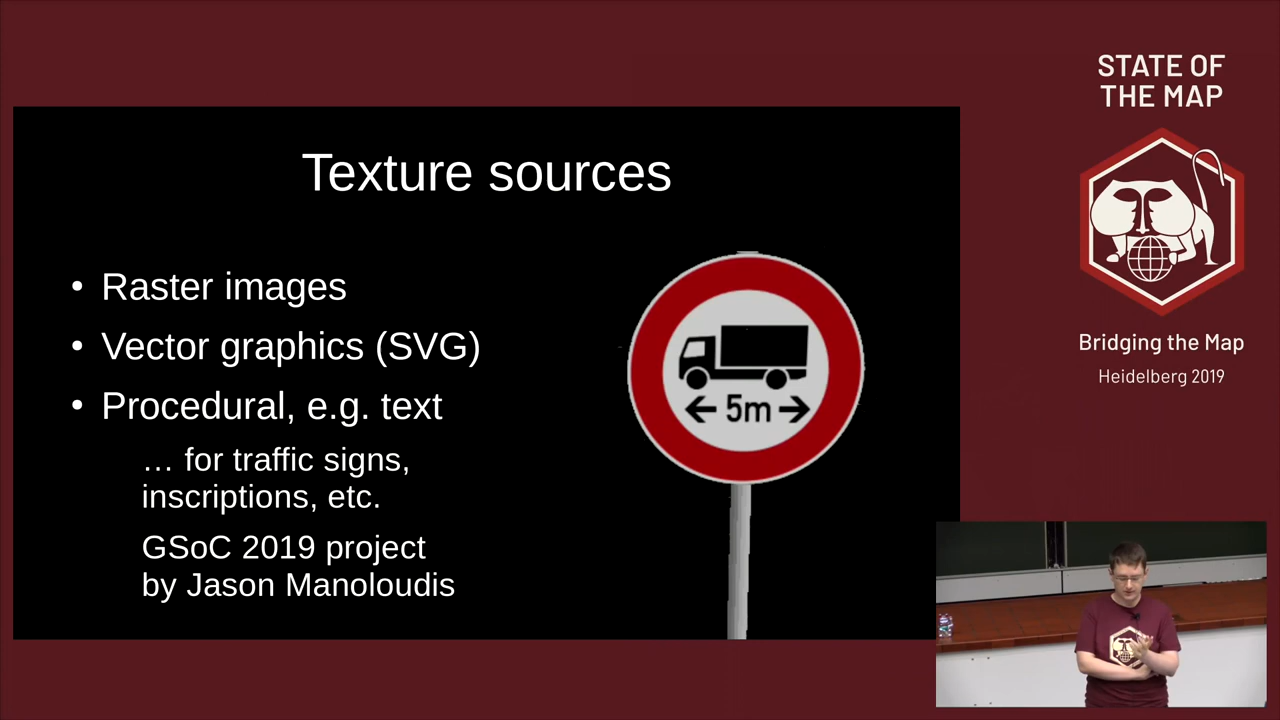 STATE OF
THE MAP
Texture sources
• Raster images
• Vector graphics (SVG)
• Procedural, e.g. text
… for traffic signs,
inscriptions, etc.
GSoC 2019 project
by Jason Manoloudis
5m
Bridging the Map
Heidelberg 2019